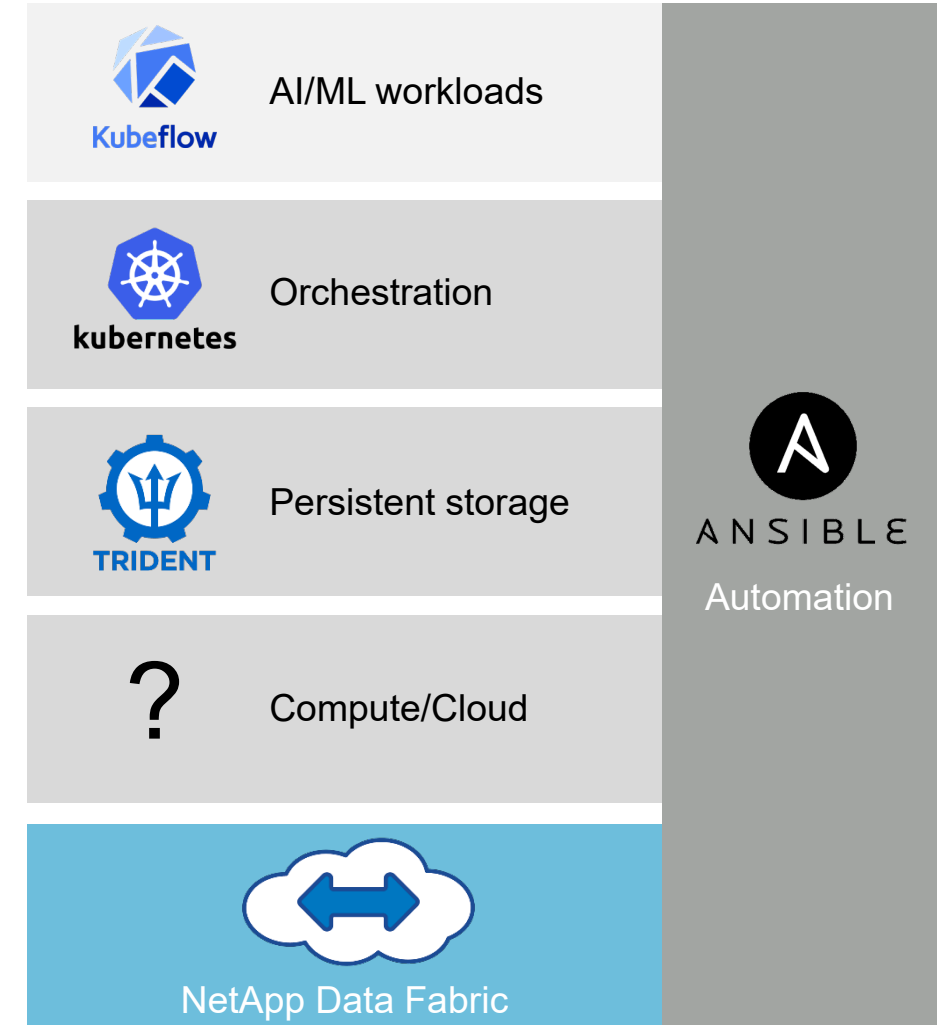 Kubeflow
AI/ML workloads
kubernetes
Orchestration
TRIDENT
Persistent storage
?
Compute/Cloud
NetApp Data Fabric
ANSIBLE
Automation